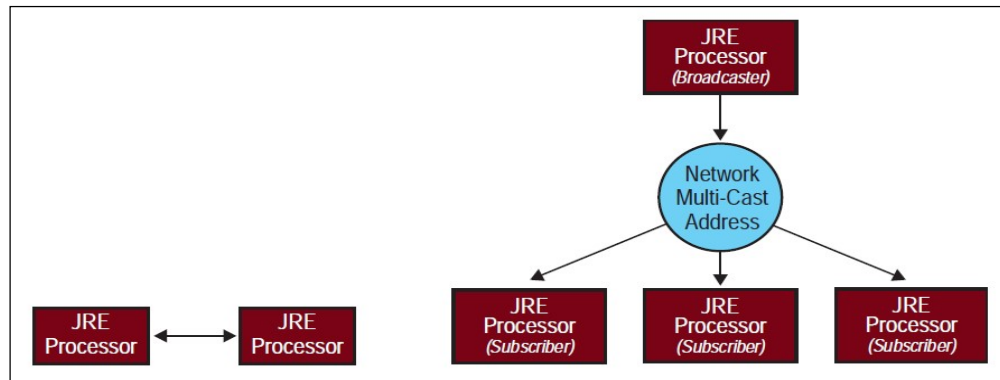 JRE
Processor
(Broadcaster)
Network
Multi-Cast
Address
JRE
Processor
JRE
Processor
JRE
Processor
(Subscriber)
JRE
Processor
(Subscriber)
JRE
Processor
(Subscriber)